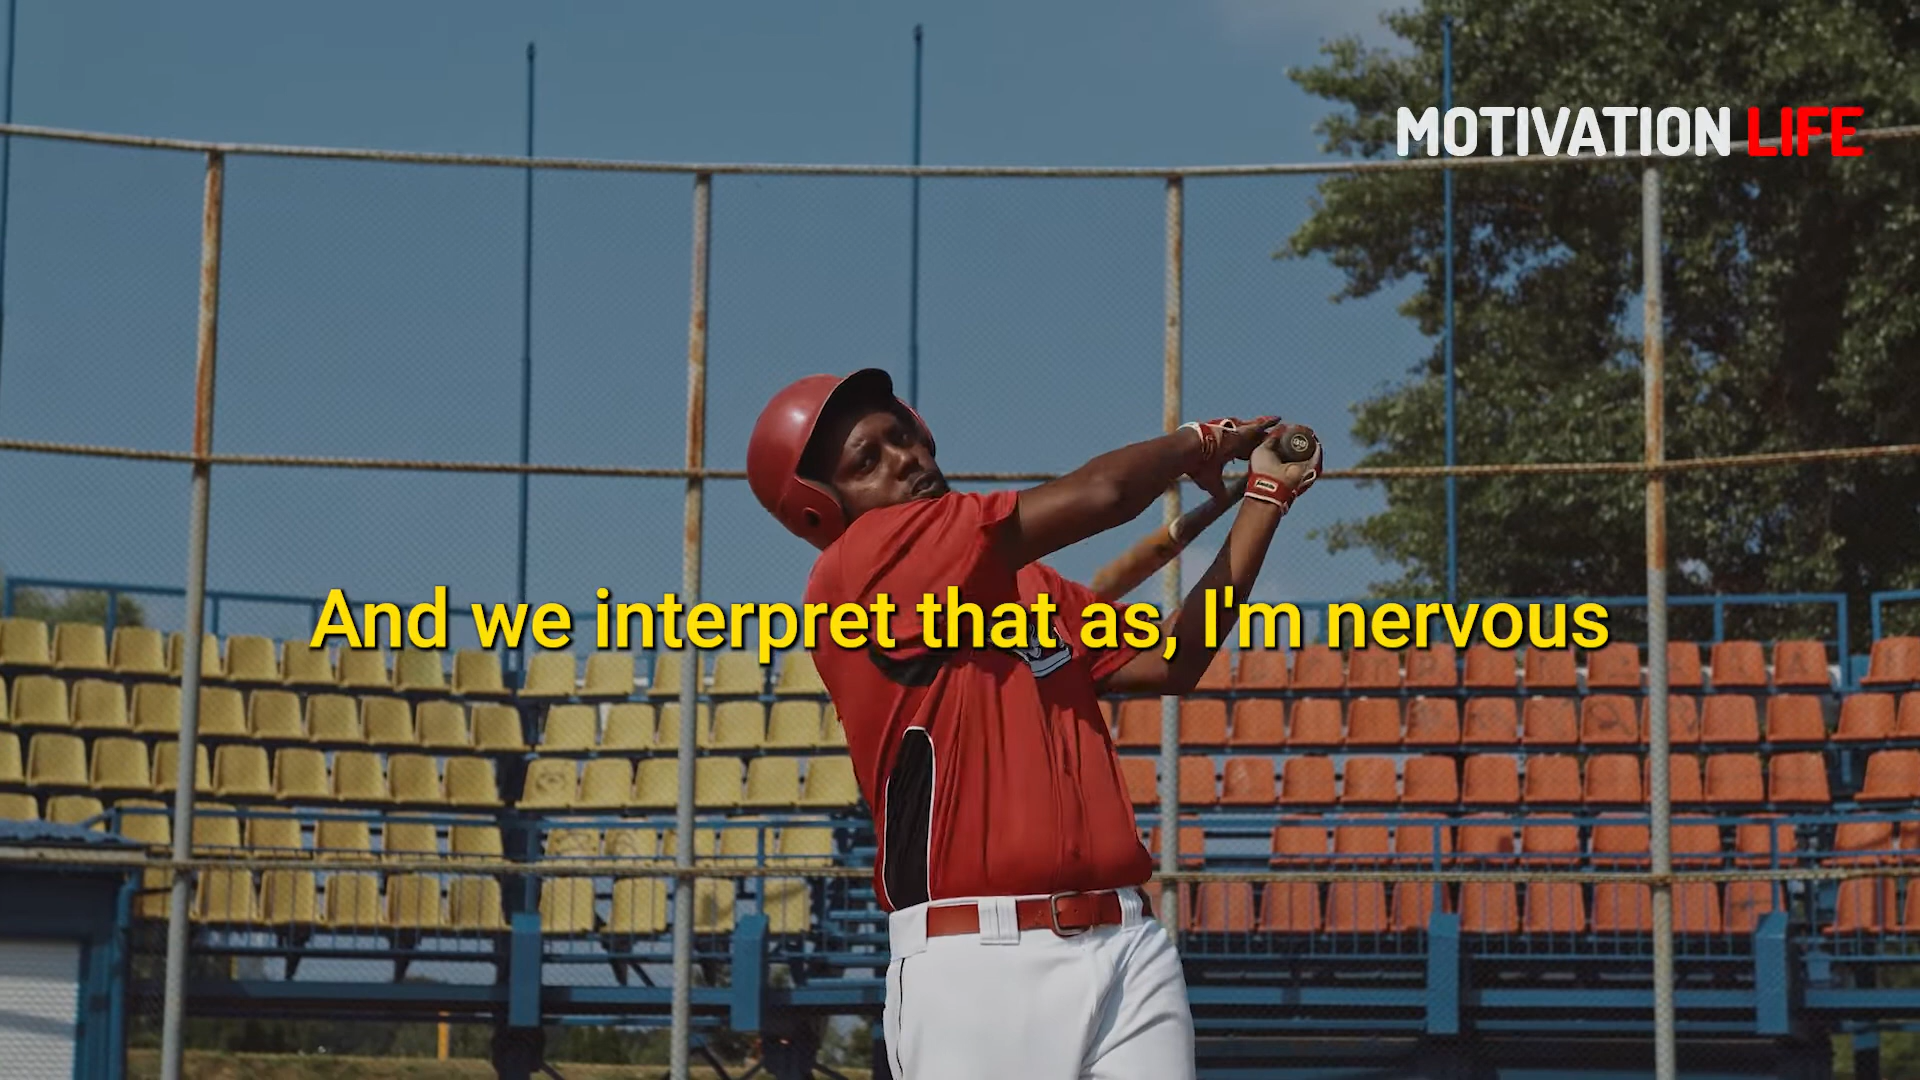 MOTIVATION LIFE
And we interpret that as, I'm nervous